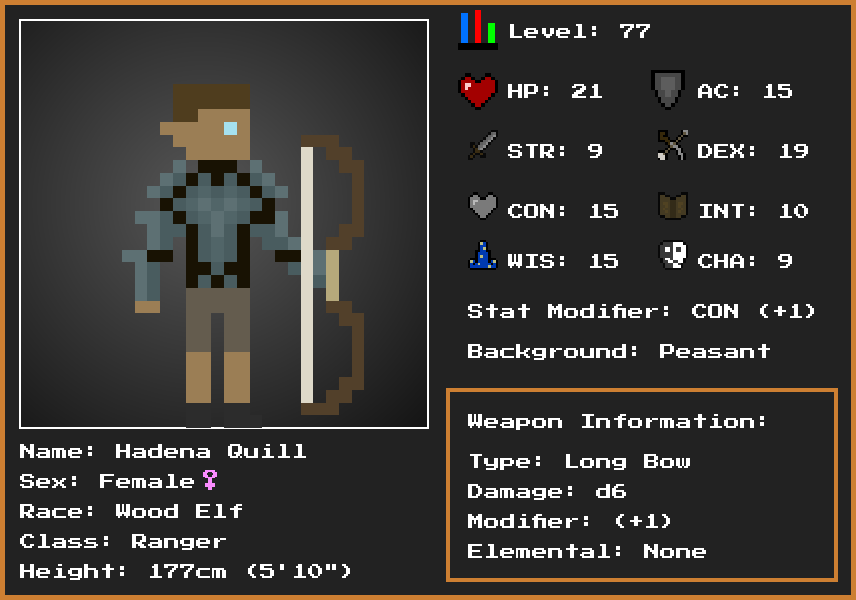 Level: 77
HP: 21
AC: 15
STR: 9
DEX: 19
CON: 15
INT: 10
WIS: 15
CHA: 9
Stat Modifier: CON (+1)
Background: Peasant
Weapon Information:
Type: Long Bow
Damage: d6
Modifier: (+1)
Elemental: None
Name: Hadena Quill
Sex: Female♀
Race: Wood Elf
Class: Ranger
Height: 177cm (5'10")